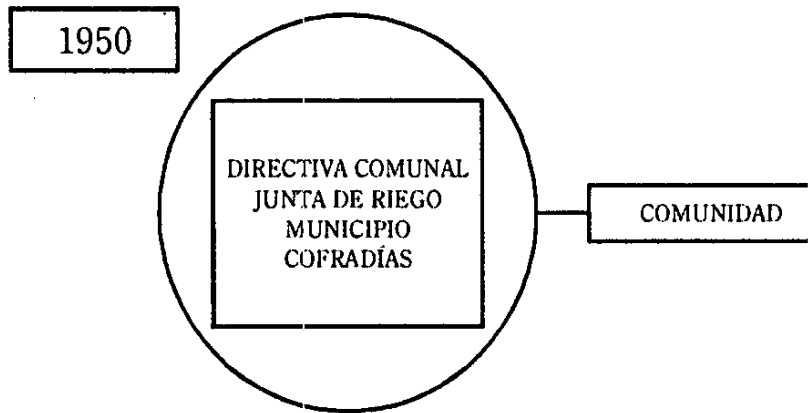 1950
DIRECTIVA COMUNAL
JUNTA DE RIEGO
MUNICIPIO
COFRADÍAS
COMUNIDAD